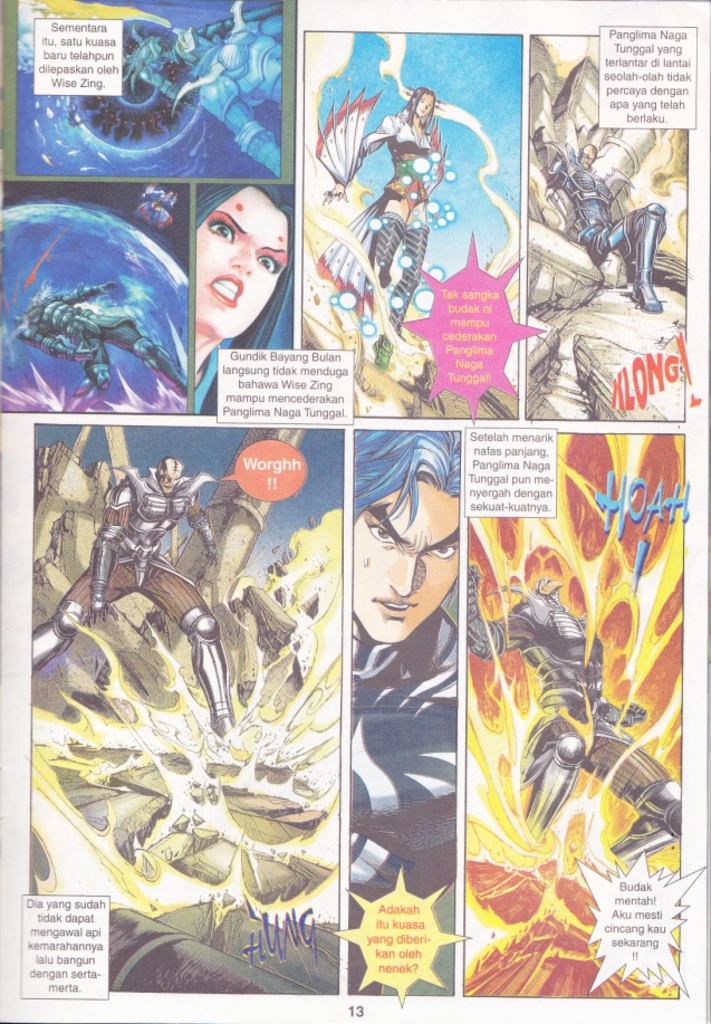 Sementara
itu, satu kuasa
baru telahpun
dilepaskan oleh
Wise Zing.
Gundik Bayang Bulan
langsung tidak menduga
bahawa Wise Zing
mampu mencederakan
Panglima Naga Tunggal.
Tak sangka
budak ni
mampu
cederakan
Panglima
Naga
Tunggal!!
Panglima Naga
Tunggal yang
terlantar di lantai
seolah-olah tidak
percaya dengan
apa yang telah
berlaku.
KLONG!
Worghh
!!
Dia yang sudah
tidak dapat
mengawal api
kemarahannya
lalu bangun
dengan serta-
merta.
HUNG
Adakah
itu kuasa
yang diberi-
kan oleh
nenek?
Setelah menarik
nafas panjang,
Panglima Naga
Tunggal pun me-
nyergah dengan
sekuat-kuatnya.
HOAH
!
Budak
mentah!
Aku mesti
cincang kau
sekarang
!!
13